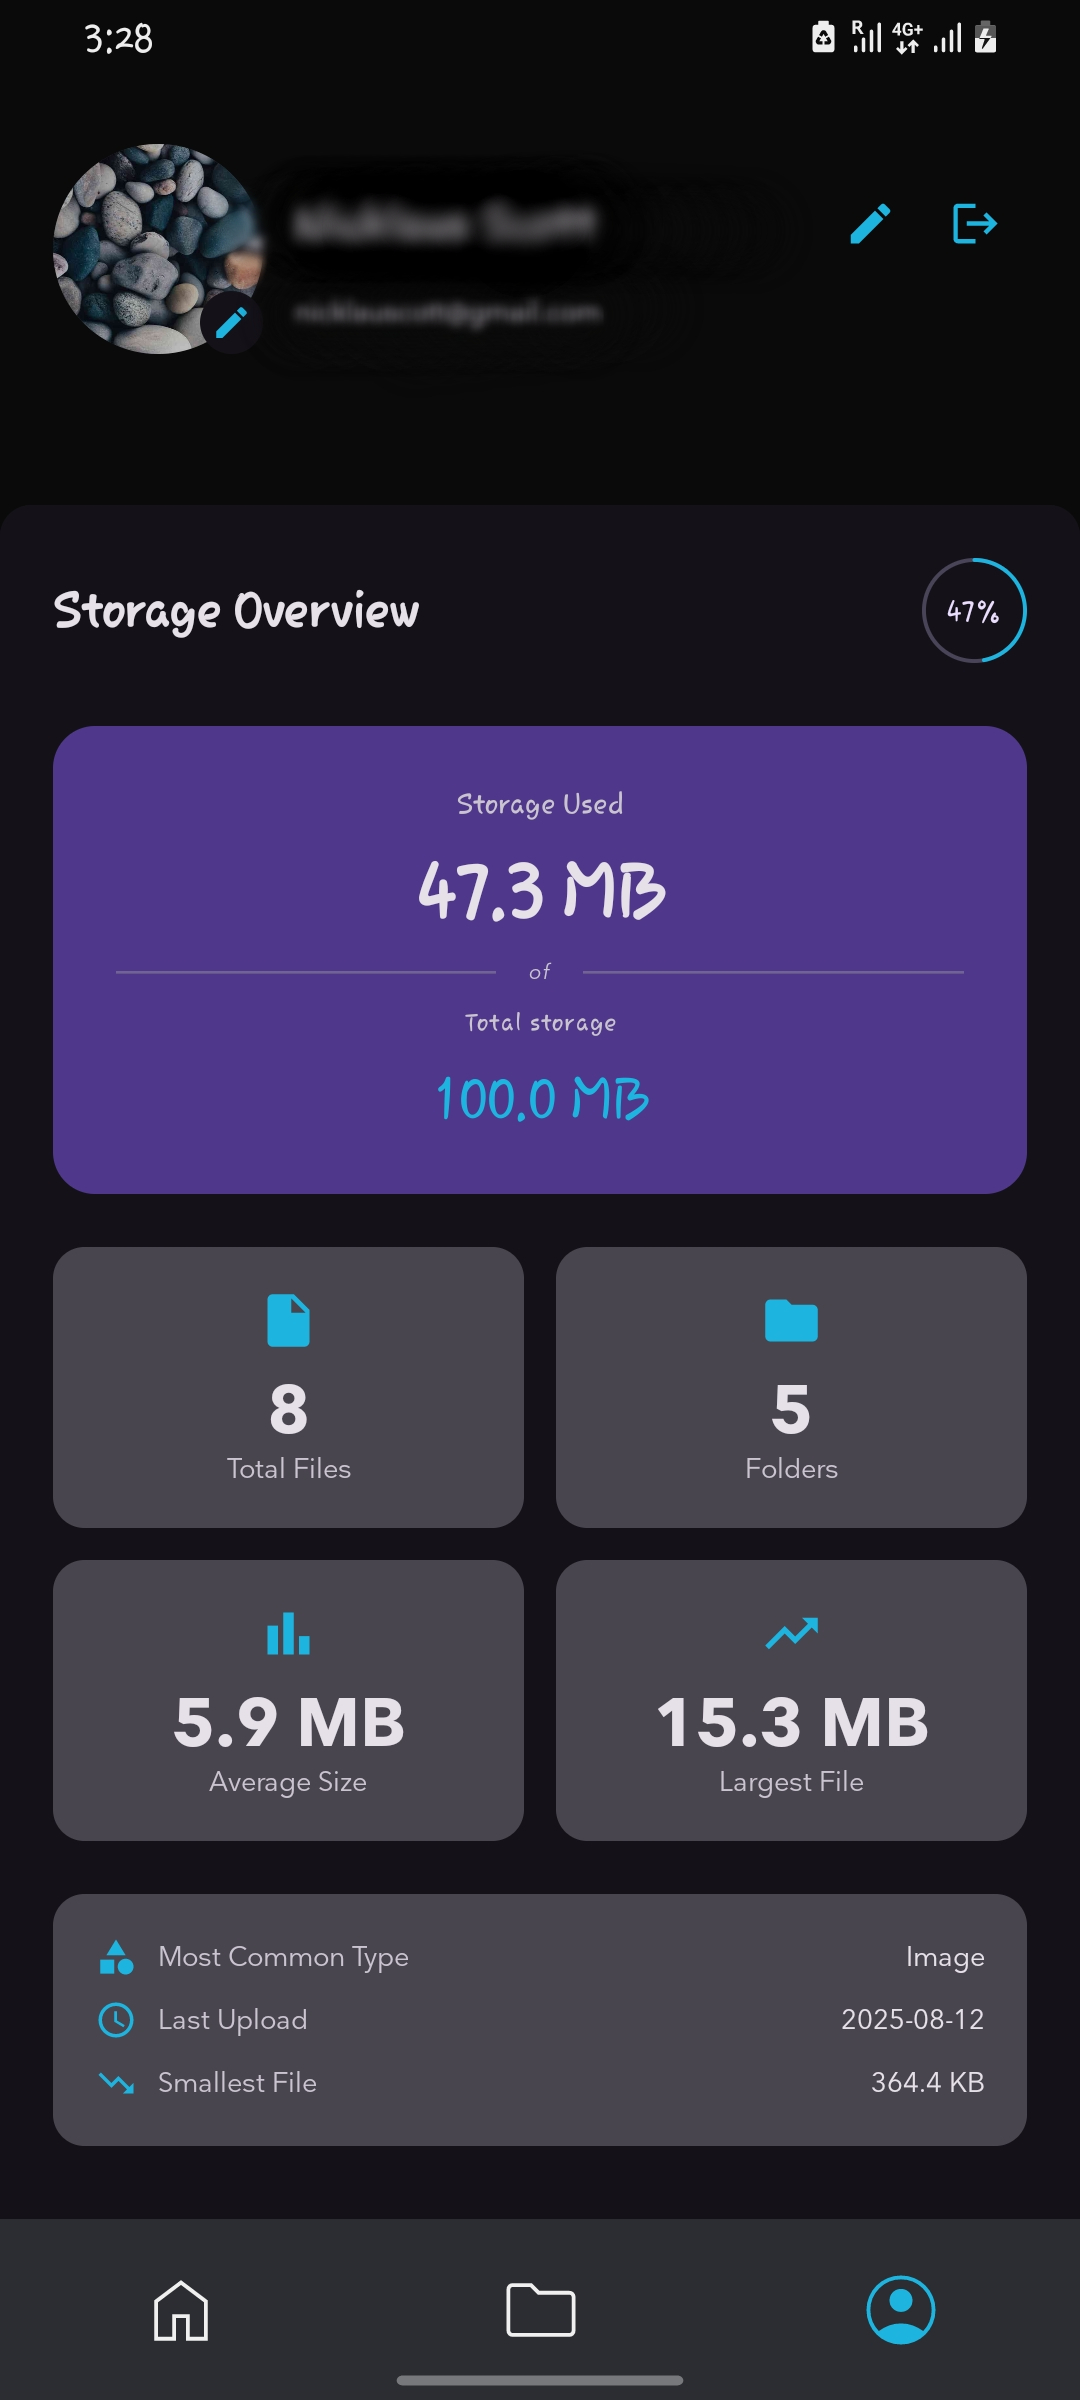 3:28
R 4G+
Storage Overview
47%
Storage Used
47.3 MB
of
Total storage
100.0 MB
8
Total Files
5
Folders
5.9 MB
Average Size
15.3 MB
Largest File
Most Common Type Image
Last Upload 2025-08-12
Smallest File 364.4 KB